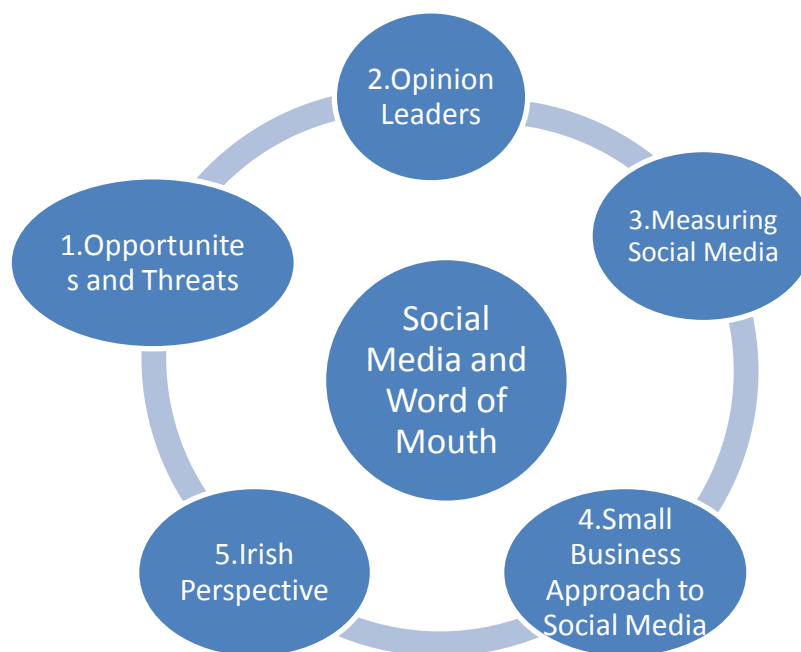 2.Opinion
Leaders
3.Measuring
Social Media
1.Opportunite
s and Threats
Social
Media and
Word of
Mouth
4.Small
Business
Approach to
Social Media
5.Irish
Perspective